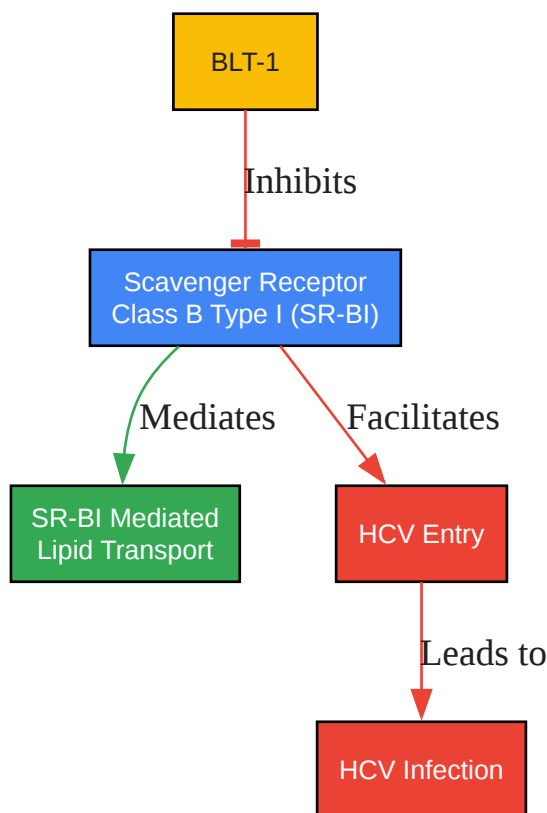 BLT-1
Inhibits
Scavenger Receptor
Class B Type I (SR-BI)
Mediates
Facilitates
SR-BI Mediated
Lipid Transport
HCV Entry
Leads to
HCV Infection